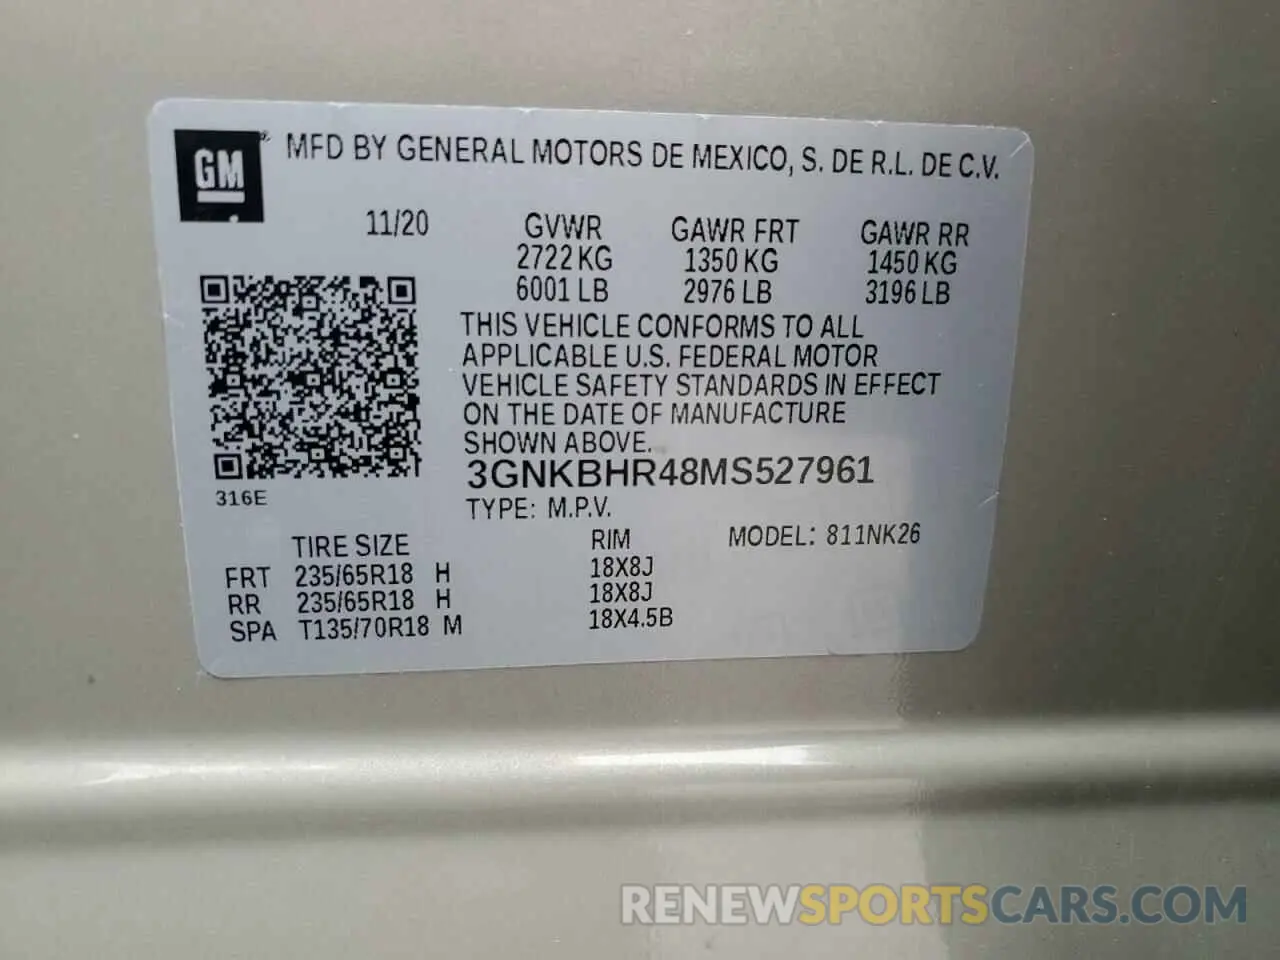 GM ® MFD BY GENERAL MOTORS DE MEXICO, S. DE R.L. DE C.V.
11/20 GVWR GAWR FRT GAWR RR
2722 KG 1350 KG 1450 KG
6001 LB 2976 LB 3196 LB
THIS VEHICLE CONFORMS TO ALL
APPLICABLE U.S. FEDERAL MOTOR
VEHICLE SAFETY STANDARDS IN EFFECT
ON THE DATE OF MANUFACTURE
SHOWN ABOVE.
3GNKBHR48MS527961
316E
TYPE: M.P.V.
TIRE SIZE RIM MODEL: 811NK26
FRT 235/65R18 H 18X8J
RR 235/65R18 H 18X8J
SPA T135/70R18 M 18X4.5B
RENEWSPORTSCARS.COM